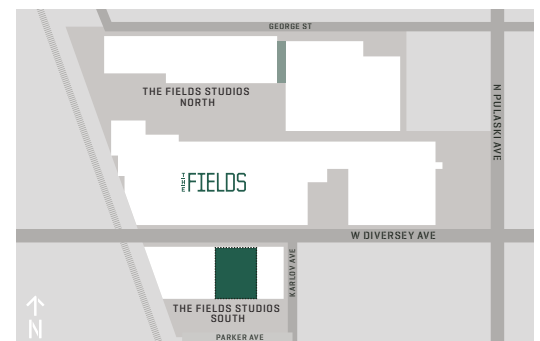 GEORGE ST
THE FIELDS STUDIOS
NORTH
N PULASKI AVE
THE FIELDS
W DIVERSEY AVE
KARLOV AVE
THE FIELDS STUDIOS
SOUTH
PARKER AVE
N